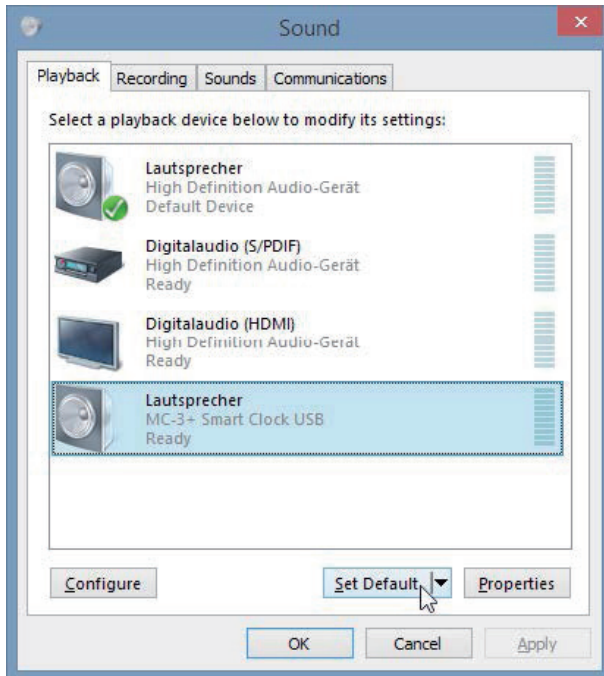 Sound
Playback Recording Sounds Communications
Select a playback device below to modify its settings:
Lautsprecher
High Definition Audio-Gerät
Default Device
Digitalaudio (S/PDIF)
High Definition Audio-Gerät
Ready
Digitalaudio (HDMI)
High Definition Audio-Gerät
Ready
Lautsprecher
MC-3+ Smart Clock USB
Ready
Configure Set Default Properties
OK Cancel Apply